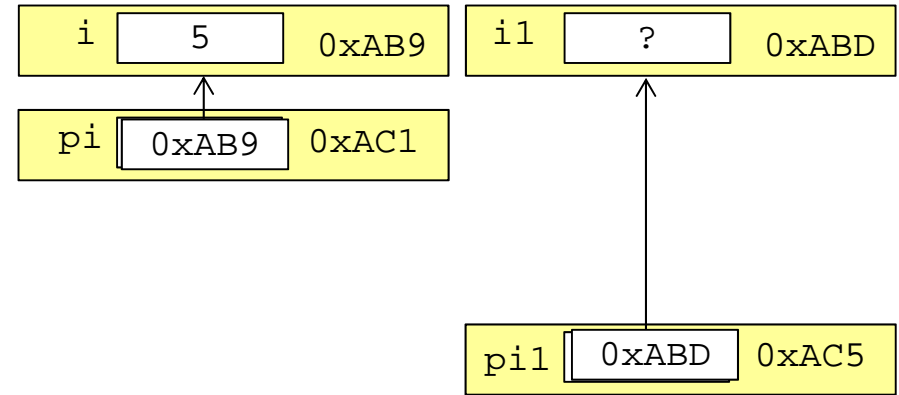 i 5 0xAB9
i1 ? 0xABD
pi 0xAB9 0xAC1
pi1 0xABD 0xAC5